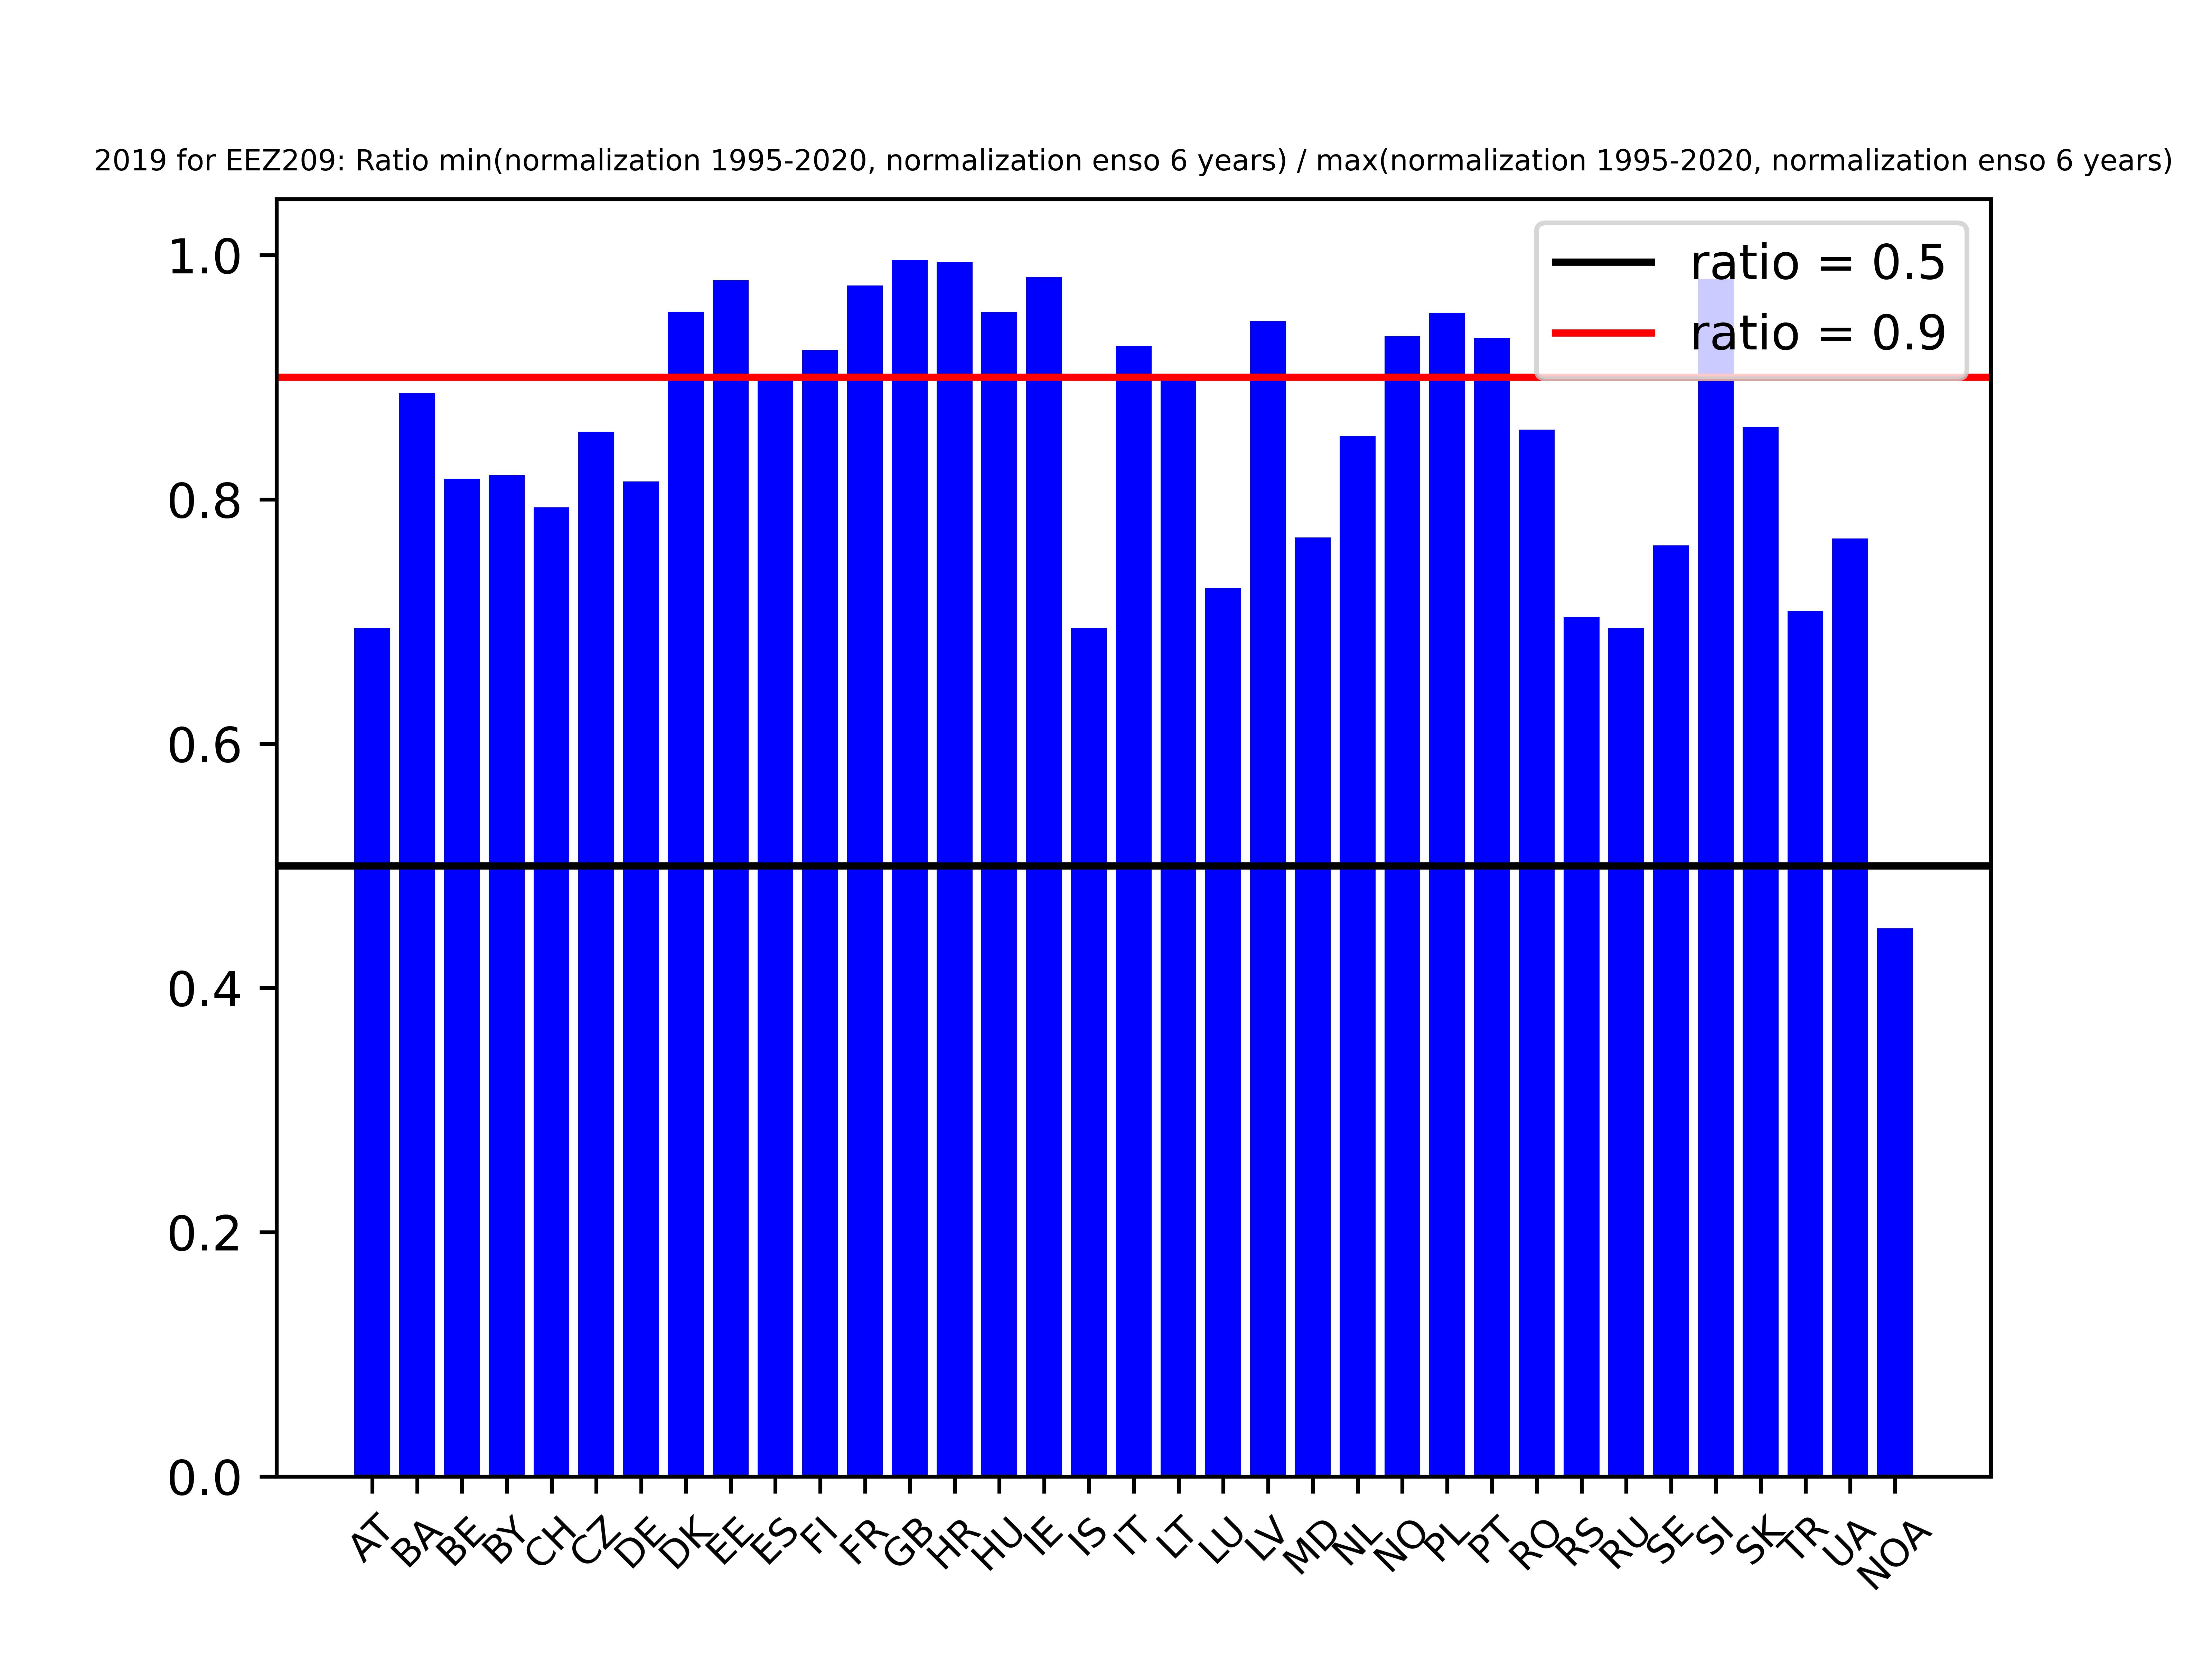 2019 for EEZ209: Ratio min(normalization 1995-2020, normalization enso 6 years) / max(normalization 1995-2020, normalization enso 6 years)
ratio = 0.5
ratio = 0.9
1.0
0.8
0.6
0.4
0.2
0.0
AT BA BE BY CH CZ DE DK EE ES FI FR GB HR HU IE IS IT LT LU LV MD NL NO PL PT RO RS RU SE SI SK TR UA NOA